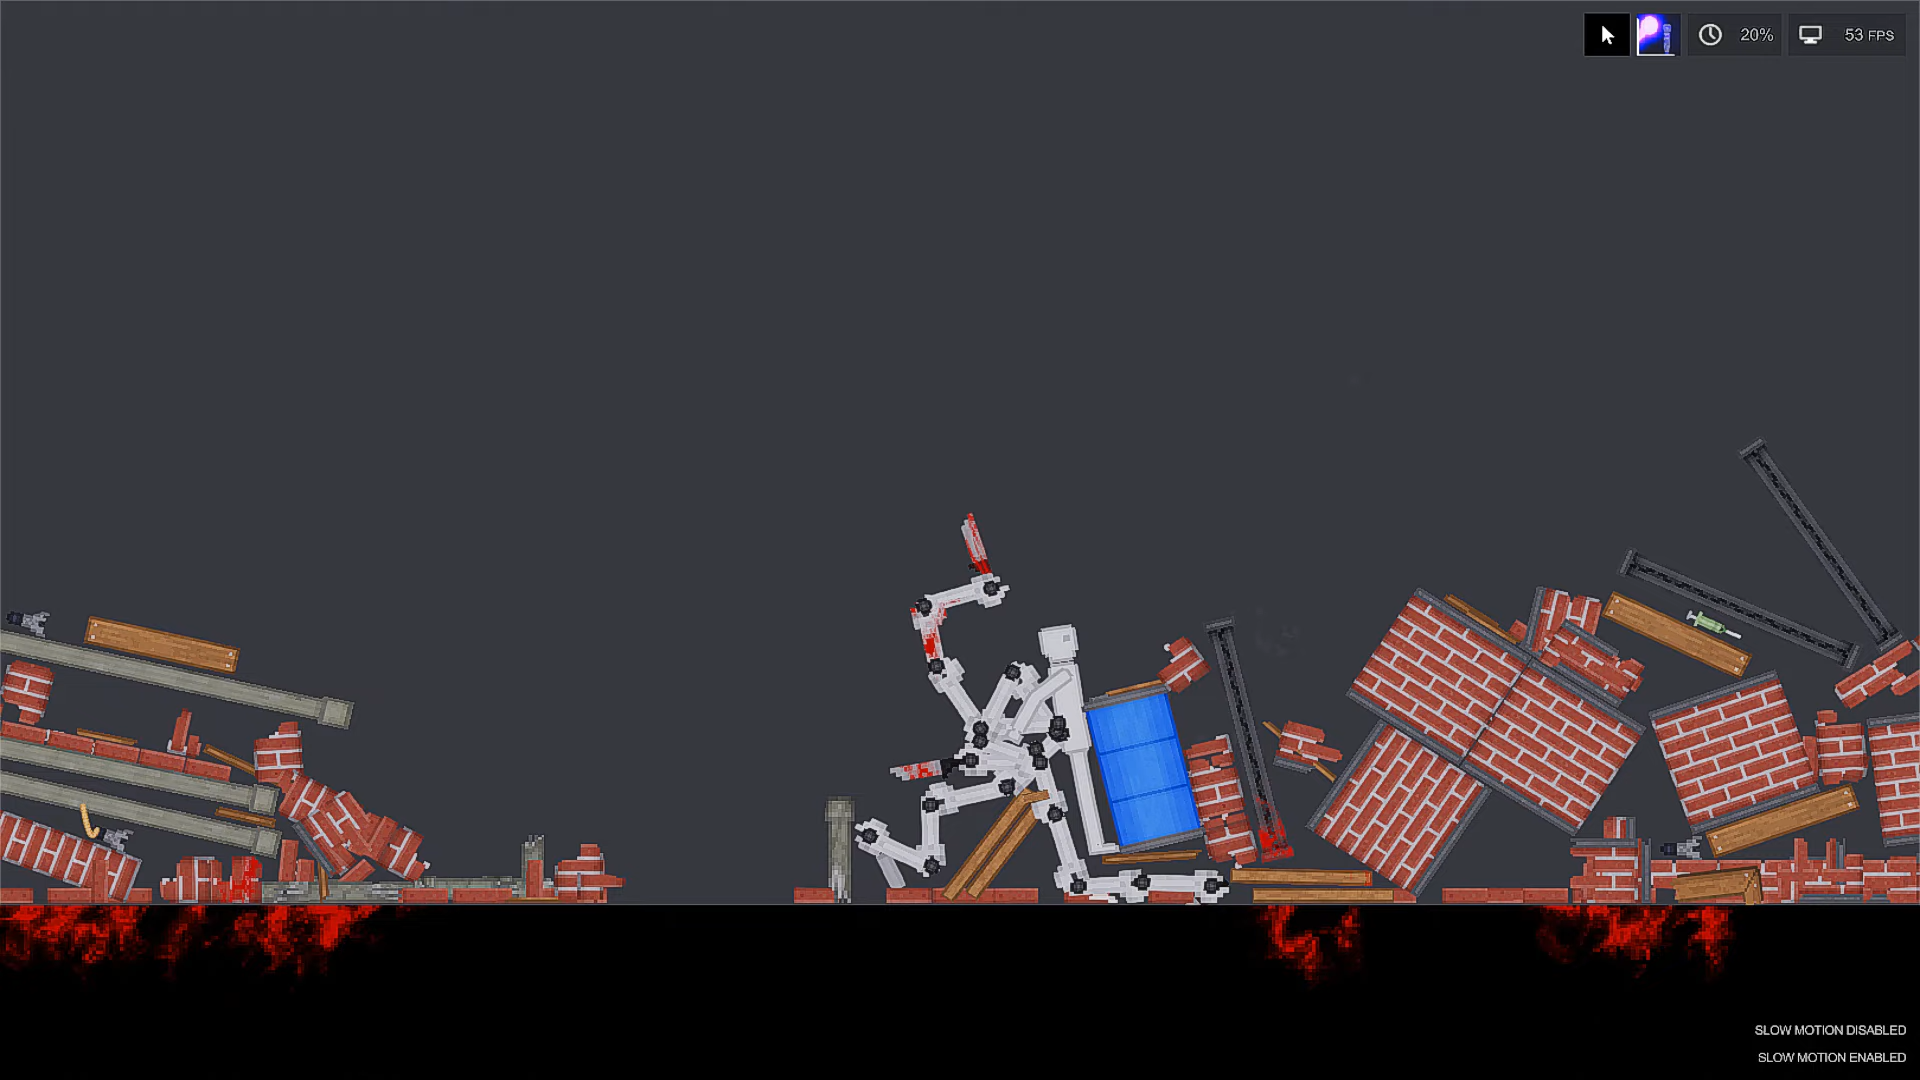 20%
53 FPS
SLOW MOTION DISABLED
SLOW MOTION ENABLED